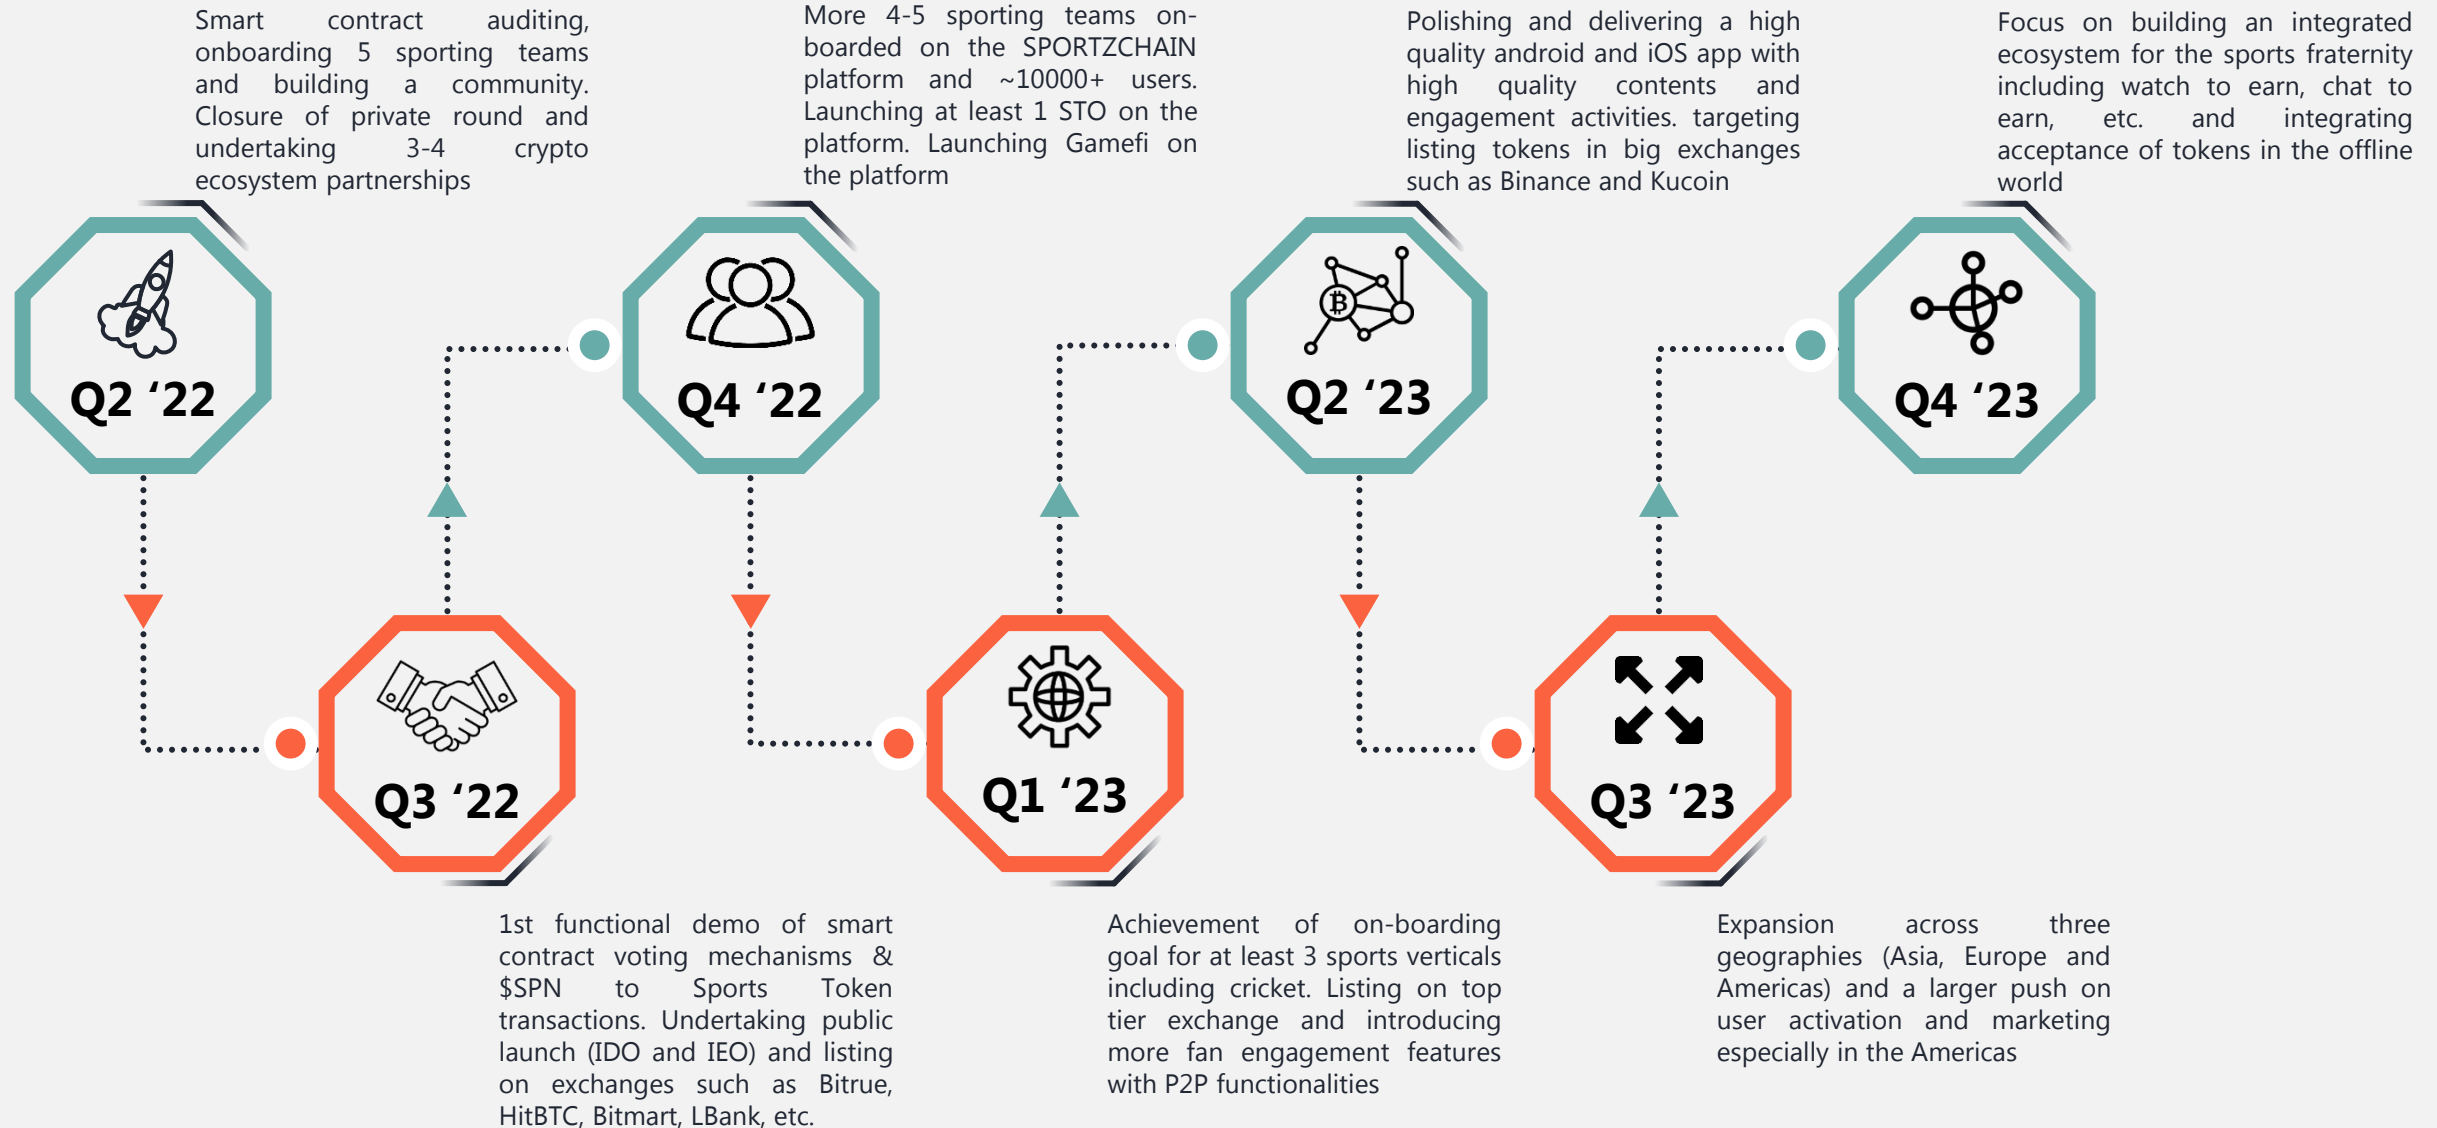 Smart contract auditing,
onboarding 5 sporting teams
and building a community.
Closure of private round and
undertaking 3-4 crypto
ecosystem partnerships
Q2 ‘22
1st functional demo of smart
contract voting mechanisms &
$SPN to Sports Token
transactions. Undertaking public
launch (IDO and IEO) and listing
on exchanges such as Bitrue,
HitBTC, Bitmart, LBank, etc.
Q3 ‘22
More 4-5 sporting teams on-
boarded on the SPORTZCHAIN
platform and ~10000+ users.
Launching at least 1 STO on the
platform. Launching Gamefi on
the platform
Q4 ‘22
Achievement of on-boarding
goal for at least 3 sports verticals
including cricket. Listing on top
tier exchange and introducing
more fan engagement features
with P2P functionalities
Q1 ‘23
Polishing and delivering a high
quality android and iOS app with
high quality contents and
engagement activities. targeting
listing tokens in big exchanges
such as Binance and Kucoin
Q2 ‘23
Expansion across three
geographies (Asia, Europe and
Americas) and a larger push on
user activation and marketing
especially in the Americas
Q3 ‘23
Focus on building an integrated
ecosystem for the sports fraternity
including watch to earn, chat to
earn, etc. and integrating
acceptance of tokens in the offline
world
Q4 ‘23